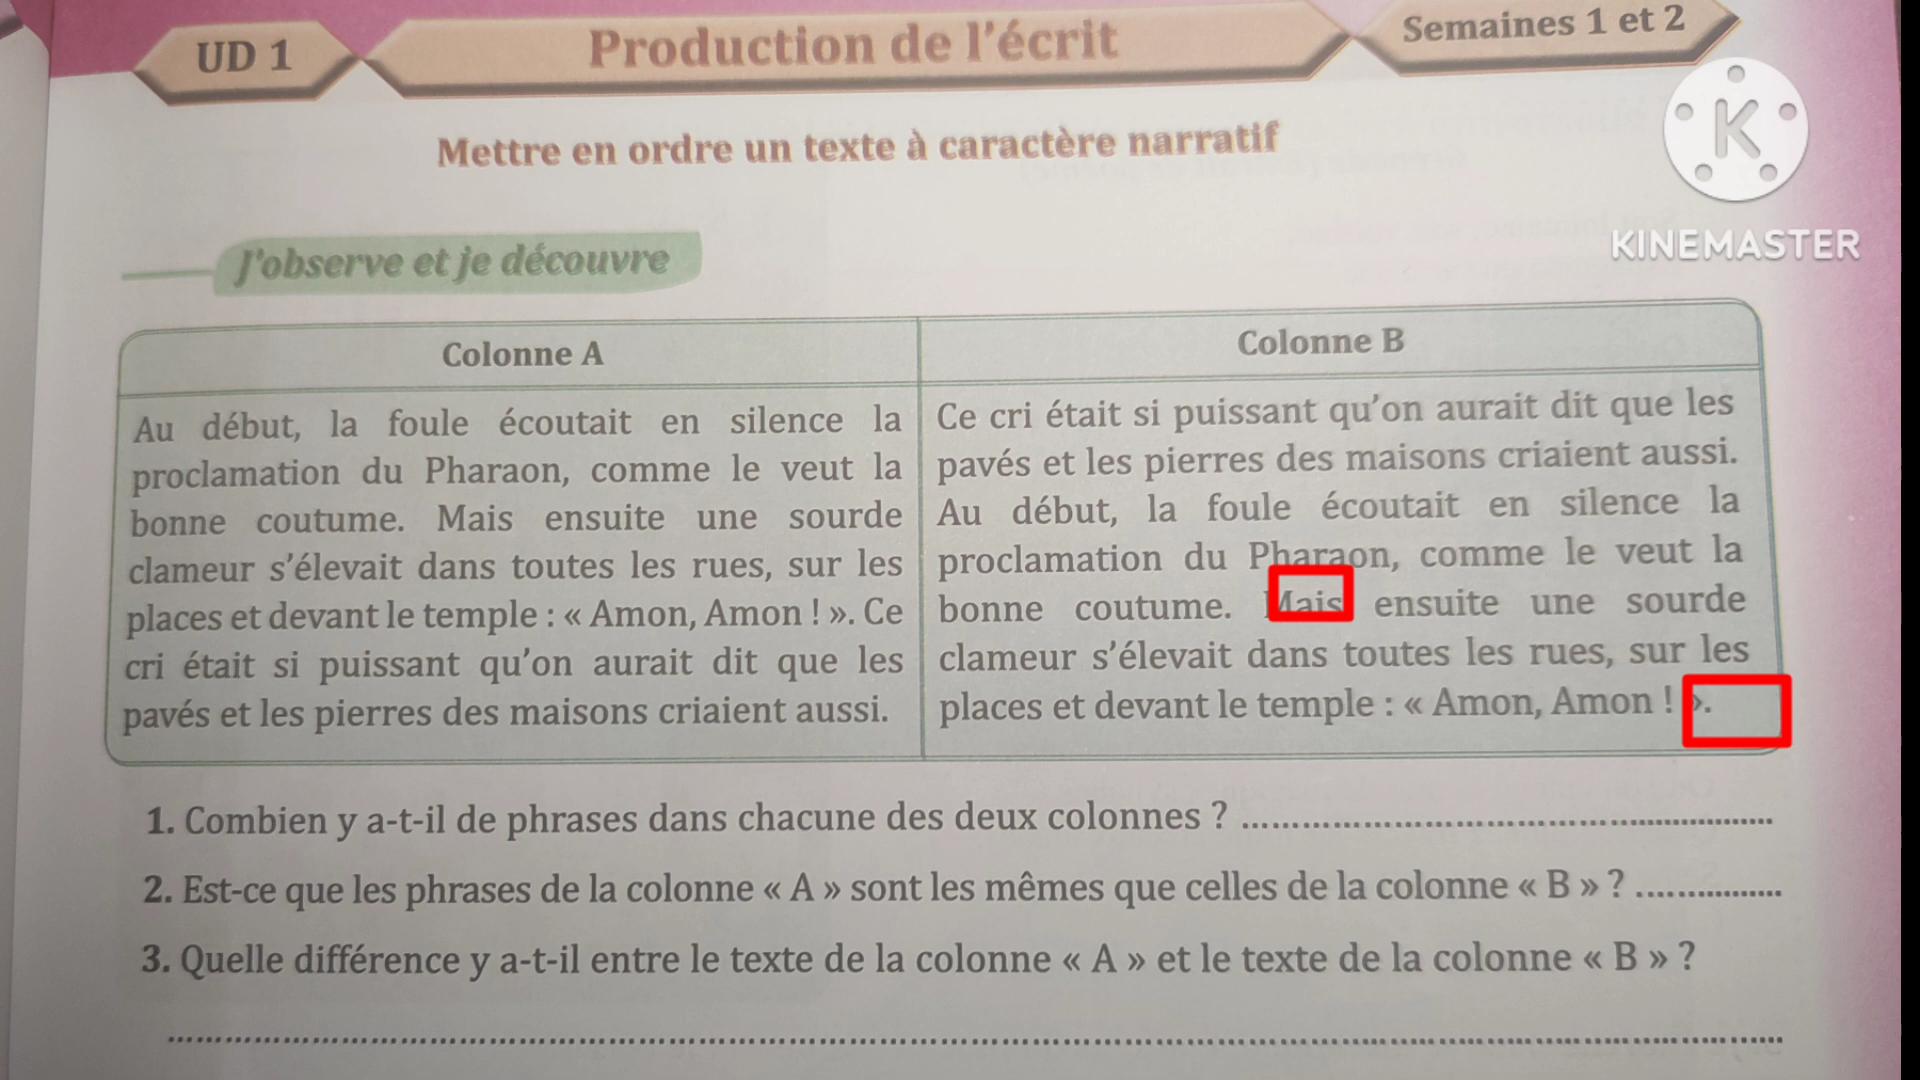 UD 1
Production de l'écrit
Semaines 1 et 2
K
KINEMASTER
Mettre en ordre un texte à caractère narratif
J'observe et je découvre
Colonne A
Au début, la foule écoutait en silence la
proclamation du Pharaon, comme le veut la
bonne coutume. Mais ensuite une sourde
clameur s'élevait dans toutes les rues, sur les
places et devant le temple : « Amon, Amon ! ». Ce
cri était si puissant qu'on aurait dit que les
pavés et les pierres des maisons criaient aussi.
Colonne B
Ce cri était si puissant qu'on aurait dit que les
pavés et les pierres des maisons criaient aussi.
Au début, la foule écoutait en silence la
proclamation du Pharaon, comme le veut la
bonne coutume. Mais ensuite une sourde
clameur s'élevait dans toutes les rues, sur les
places et devant le temple : « Amon, Amon ! ».
1. Combien y a-t-il de phrases dans chacune des deux colonnes ? ........................................................
2. Est-ce que les phrases de la colonne « A » sont les mêmes que celles de la colonne « B » ? ................
3. Quelle différence y a-t-il entre le texte de la colonne « A » et le texte de la colonne « B » ?